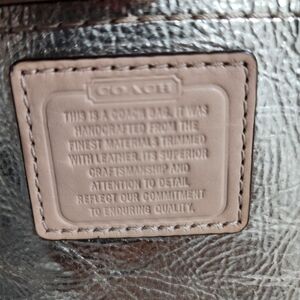 COACH
THIS IS A COACH BAG. IT WAS
HANDCRAFTED FROM THE
FINEST MATERIALS TRIMMED
WITH LEATHER. ITS SUPERIOR
CRAFTSMANSHIP AND
ATTENTION TO DETAIL
REFLECT OUR COMMITMENT
TO ENDURING QUALITY.